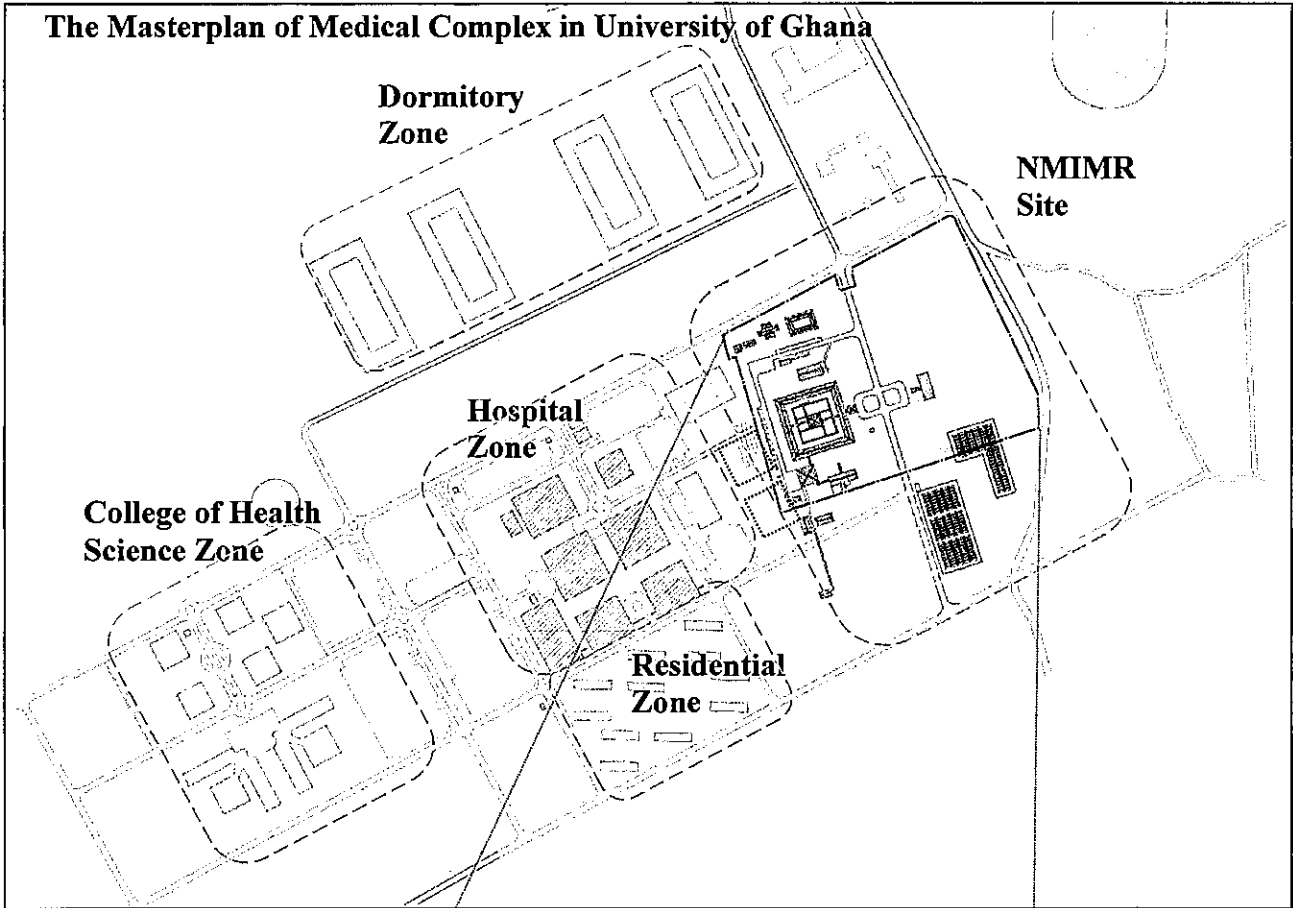 The Masterplan of Medical Complex in University of Ghana
Dormitory
Zone
NMIMR
Site
Hospital
Zone
College of Health
Science Zone
Residential
Zone